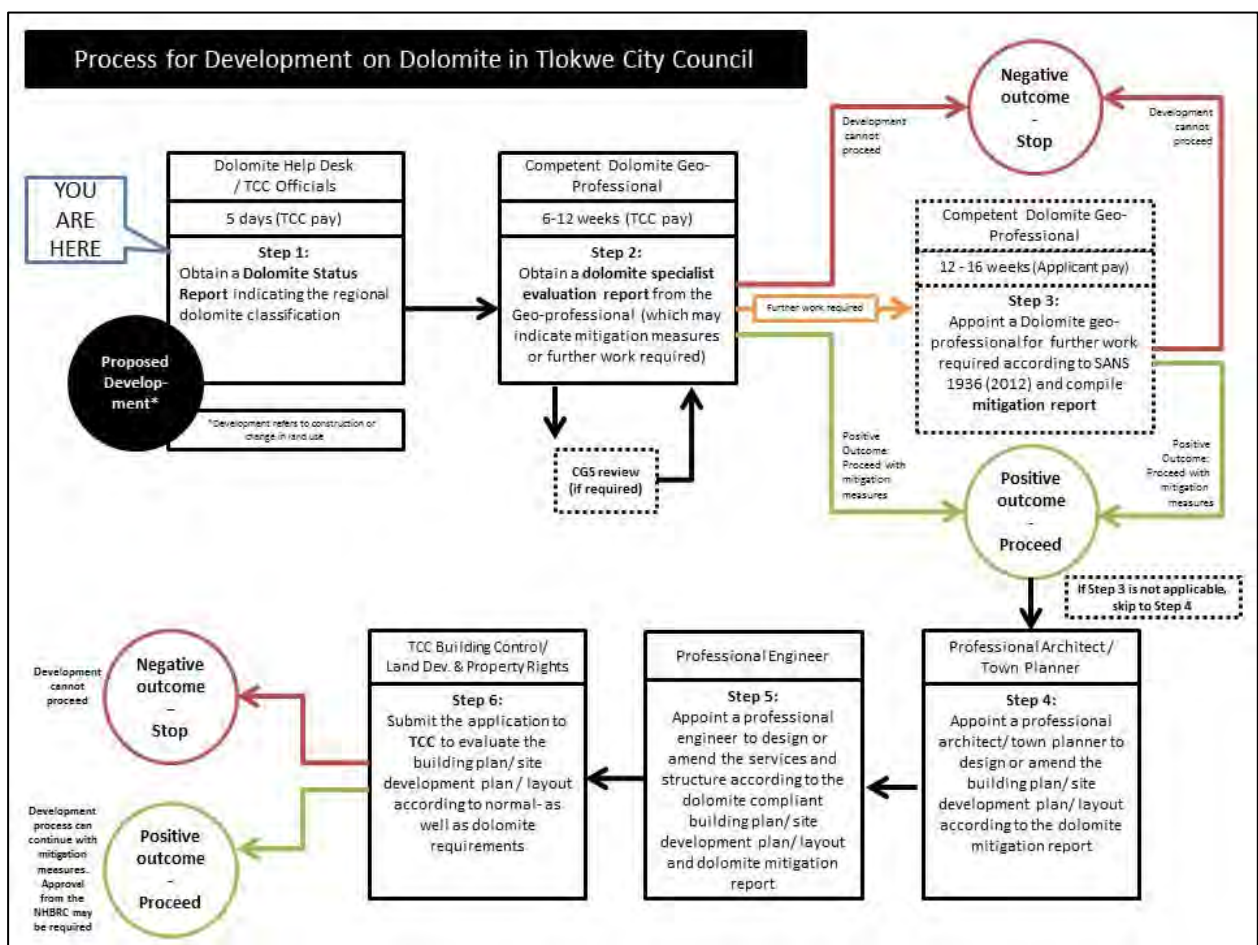 Process for Development on Dolomite in Tlokwe City Council
YOU
ARE
HERE
Proposed
Develop-
ment*
Dolomite Help Desk
/ TCC Officials
5 days (TCC pay)
Step 1:
Obtain a Dolomite Status
Report indicating the regional
dolomite classification
*Development refers to construction or
change in land use
Competent Dolomite Geo-
Professional
6-12 weeks (TCC pay)
Step 2:
Obtain a dolomite specialist
evaluation report from the
Geo-professional (which may
indicate mitigation measures
or further work required)
CGS review
(if required)
Development
cannot
proceed
Further work required
Positive
Outcome:
Proceed with
mitigation
measures
Negative
outcome
-
Stop
Development
cannot
proceed
Competent Dolomite Geo-
Professional
12 - 16 weeks (Applicant pay)
Step 3:
Appoint a Dolomite geo-
professional for further work
required according to SANS
1936 (2012) and compile
mitigation report
Positive
Outcome:
Proceed with
mitigation
measures
Positive
outcome
-
Proceed
If Step 3 is not applicable,
skip to Step 4
Professional Architect /
Town Planner
Step 4:
Appoint a professional
architect/ town planner to
design or amend the
building plan/ site
development plan/ layout
according to the dolomite
mitigation report
Professional Engineer
Step 5:
Appoint a professional
engineer to design or
amend the services and
structure according to the
dolomite compliant
building plan/ site
development plan/ layout
and dolomite mitigation
report
TCC Building Control/
Land Dev. & Property Rights
Step 6:
Submit the application to
TCC to evaluate the
building plan/ site
development plan / layout
according to normal- as
well as dolomite
requirements
Development
cannot
proceed
Negative
outcome
–
Stop
Development
process can
continue with
mitigation
measures.
Approval
from the
NHBRC may
be required
Positive
outcome
–
Proceed